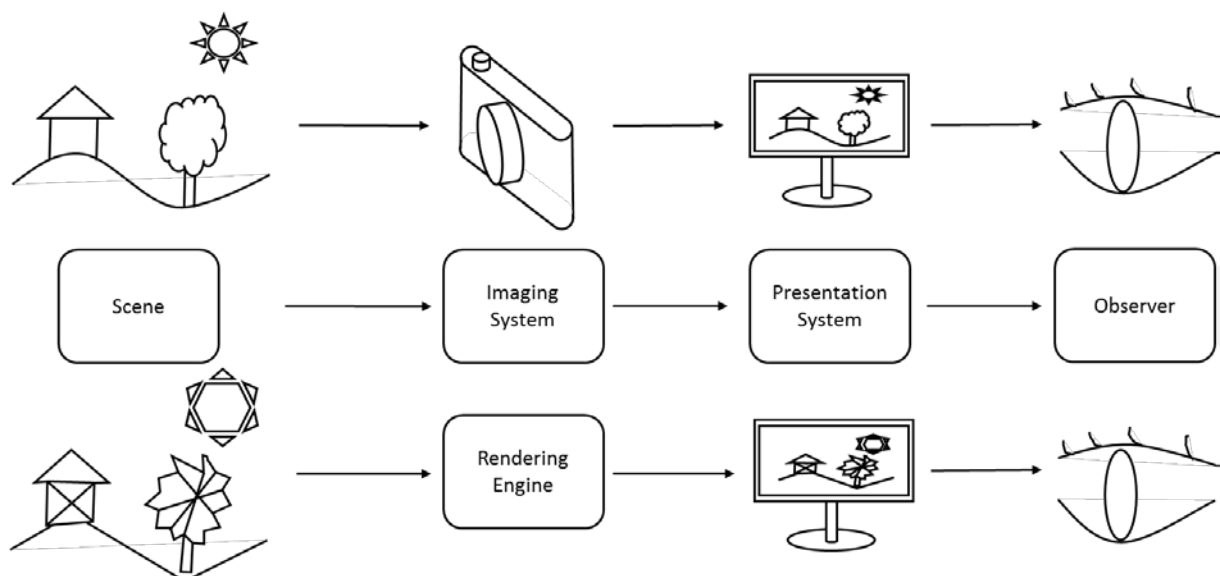 Scene
Imaging
System
Presentation
System
Observer
Rendering
Engine